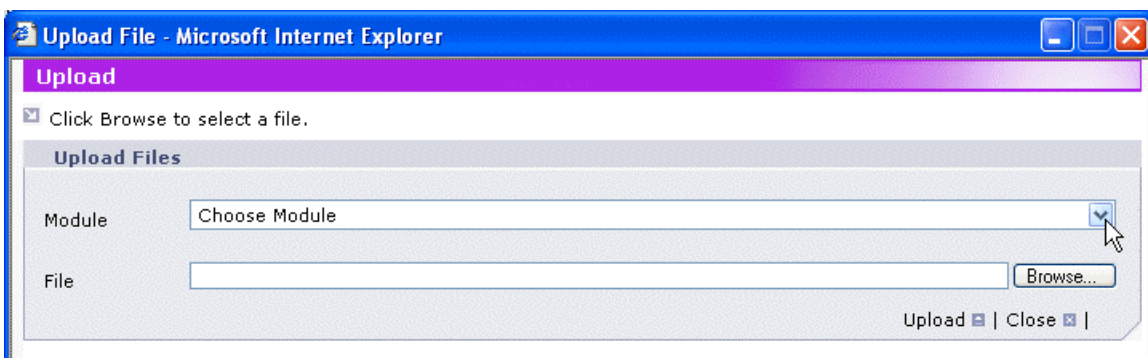 Upload File - Microsoft Internet Explorer
Upload
Click Browse to select a file.
Upload Files
Module Choose Module
File Browse...
Upload | Close |